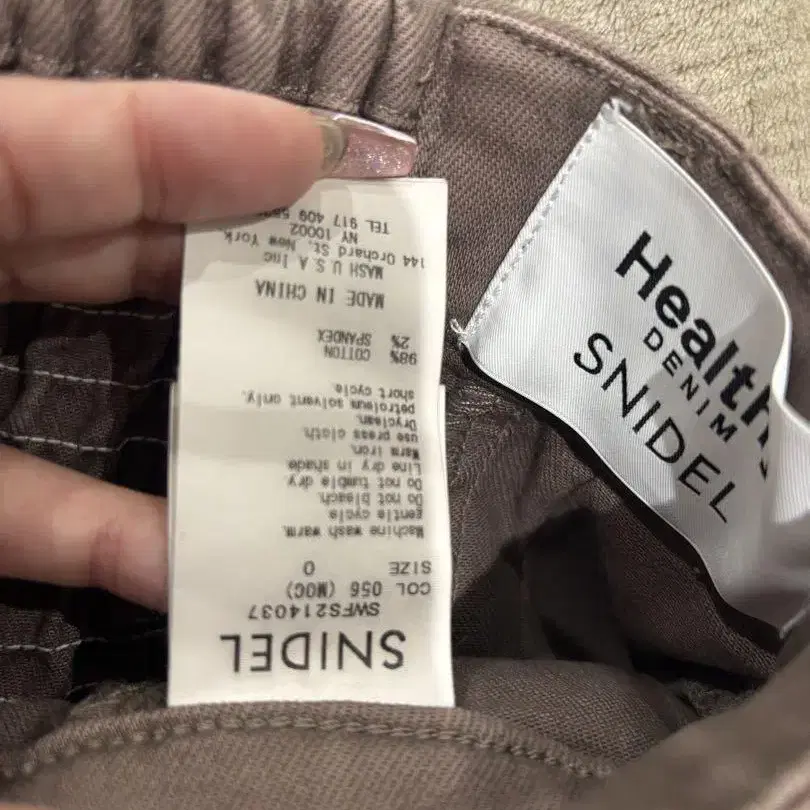 SNIDEL
SWFS214037
COL 056 (MOC)
SIZE 0
Machine wash warm.
gentle cycle
Do not bleach.
Do not tumble dry
Line dry in shade
Warm iron.
use press cloth.
Dryclean.
petroleum solvent only.
short cycle.
98% COTTON
2% SPANDEX
MADE IN CHINA
MASH U.S.A Inc
144 Orchard St. New York
NY 10002
TEL 917 409
Health
DENIM
SNIDEL